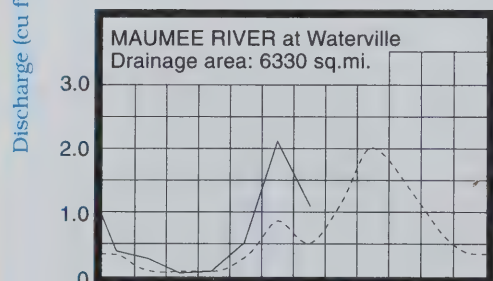 MAUMEE RIVER at Waterville
Drainage area: 6330 sq.mi.
Discharge (cu f
3.0
2.0
1.0
0